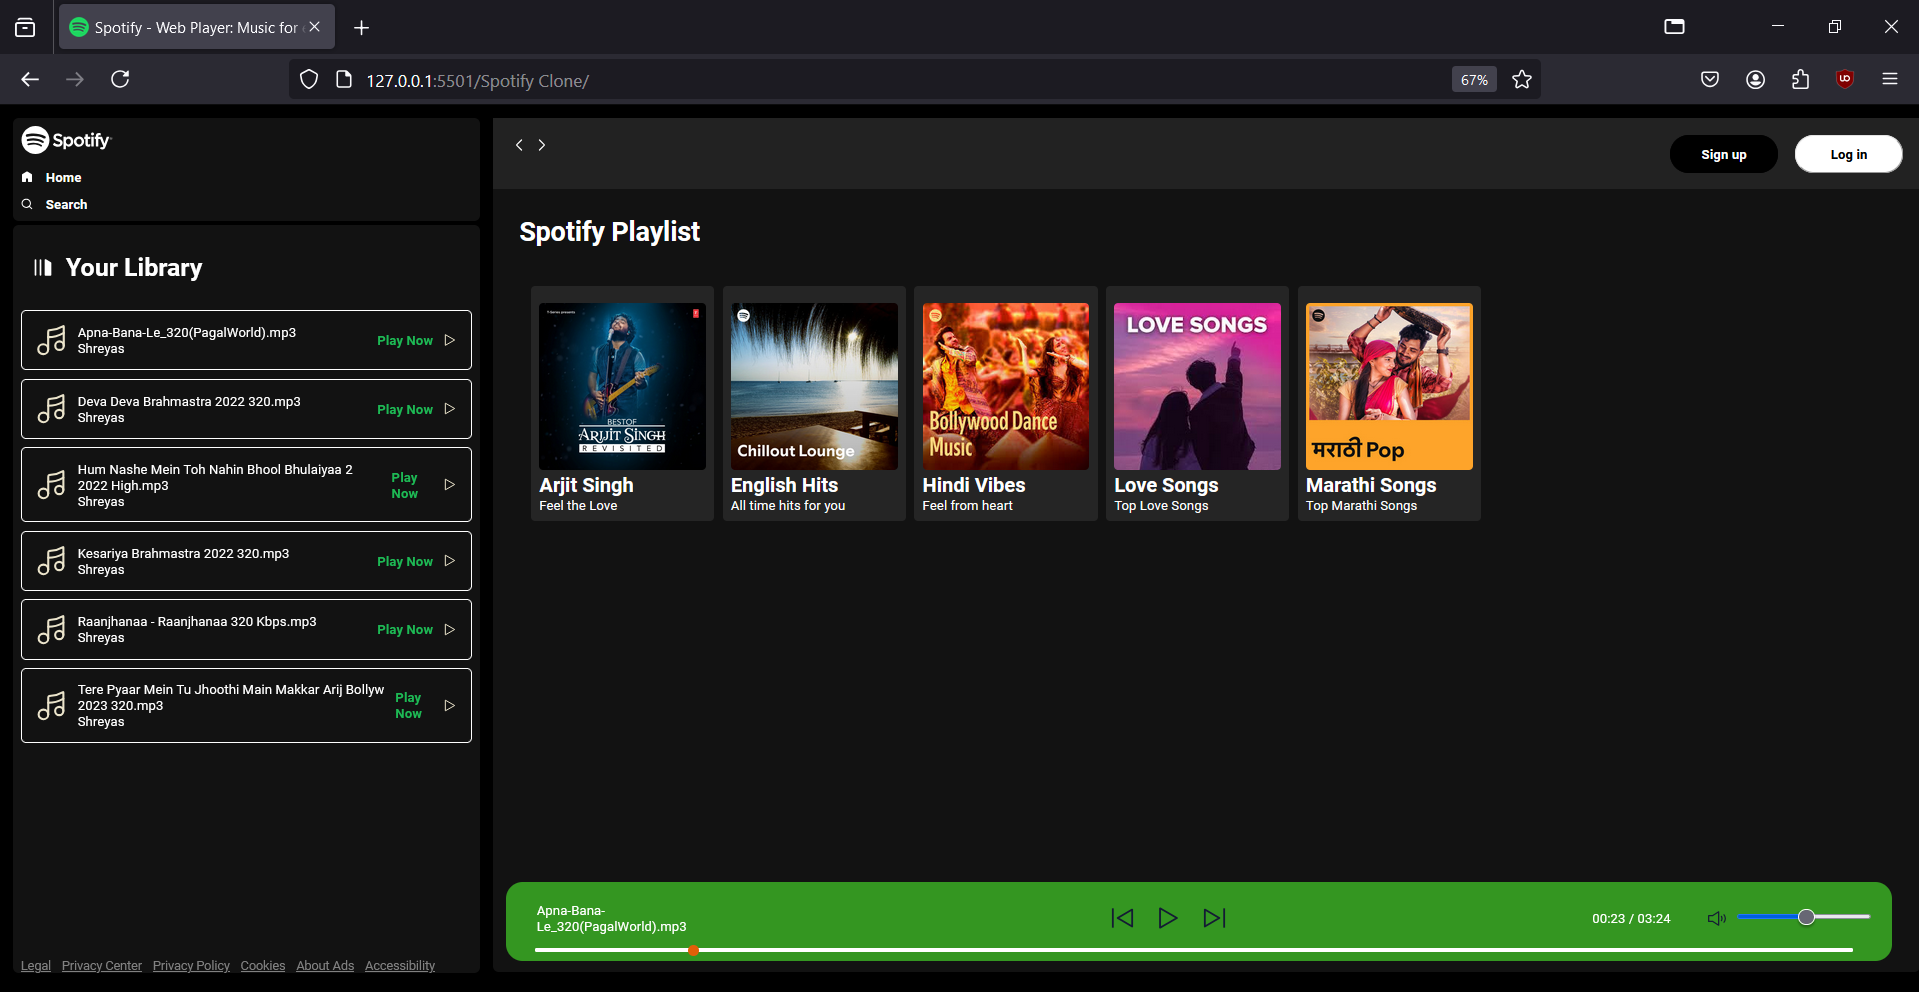 Spotify - Web Player: Music for
127.0.0.1:5501/Spotify Clone/
67%
Spotify
Home
Search
Your Library
Apna-Bana-Le_320(PagalWorld).mp3
Shreyas
Play Now
Deva Deva Brahmastra 2022 320.mp3
Shreyas
Play Now
Hum Nashe Mein Toh Nahin Bhool Bhulaiyaa 2
2022 High.mp3
Shreyas
Play
Now
Kesariya Brahmastra 2022 320.mp3
Shreyas
Play Now
Raanjhanaa - Raanjhanaa 320 Kbps.mp3
Shreyas
Play Now
Tere Pyaar Mein Tu Jhoothi Main Makkar Arij Bollyw
2023 320.mp3
Shreyas
Play
Now
Legal Privacy Center Privacy Policy Cookies About Ads Accessibility
Sign up
Log in
Spotify Playlist
T-Series presents
BEST OF
ARIJIT SINGH
REVISITED
Arjit Singh
Feel the Love
Chillout Lounge
English Hits
All time hits for you
Bollywood Dance
Music
Hindi Vibes
Feel from heart
LOVE SONGS
Love Songs
Top Love Songs
मराठी Pop
Marathi Songs
Top Marathi Songs
Apna-Bana-
Le_320(PagalWorld).mp3
00:23 / 03:24